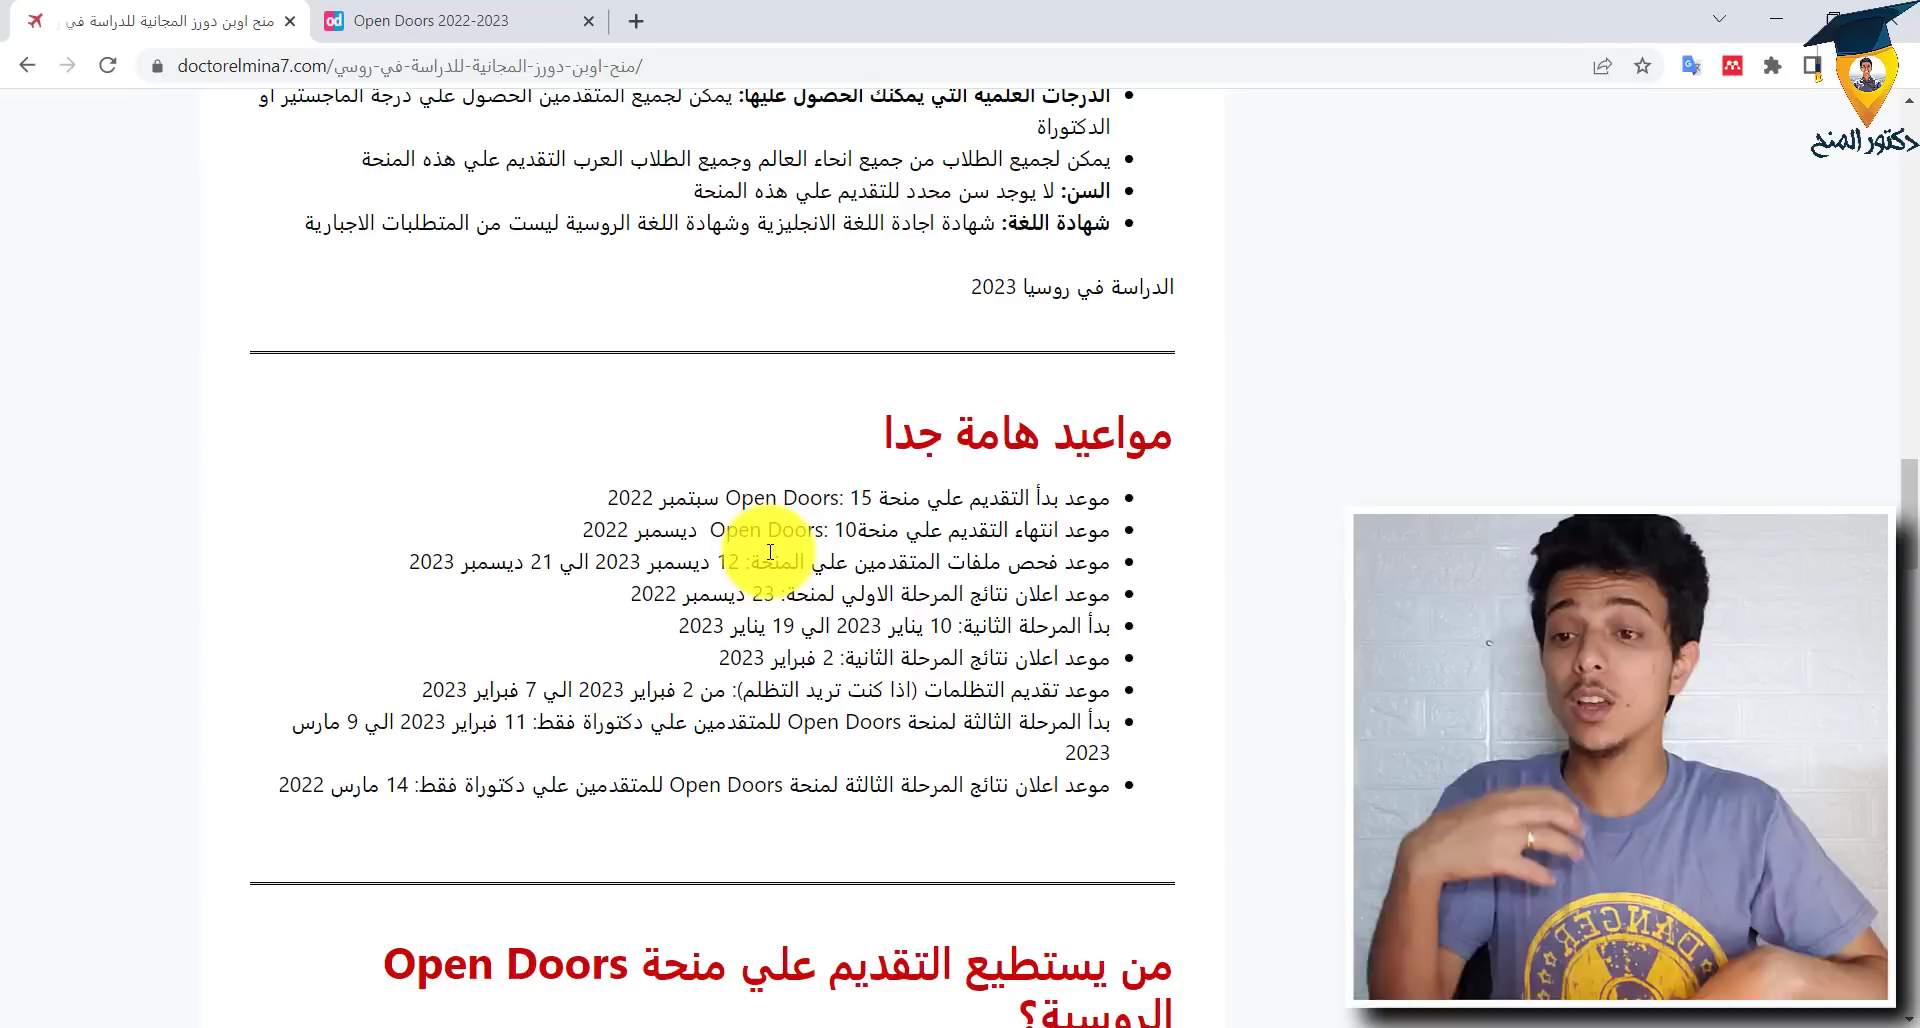 منح اوبن دورز المجانية للدراسة في
Open Doors 2022-2023
doctorelmina7.com/منح-اوبن-دورز-المجانية-للدراسة-في-روسي/
دكتور المنح
الدرجات العلمية التي يمكنك الحصول عليها: يمكن لجميع المتقدمين الحصول علي درجة الماجستير او
الدكتوراة
يمكن لجميع الطلاب من جميع انحاء العالم وجميع الطلاب العرب التقديم علي هذه المنحة
السن: لا يوجد سن محدد للتقديم علي هذه المنحة
شهادة اللغة: شهادة اجادة اللغة الانجليزية وشهادة اللغة الروسية ليست من المتطلبات الاجبارية
الدراسة في روسيا 2023
مواعيد هامة جدا
موعد بدأ التقديم علي منحة Open Doors: 15 سبتمبر 2022
موعد انتهاء التقديم علي منحة Open Doors: 10 ديسمبر 2022
موعد فحص ملفات المتقدمين علي المنحة: 12 ديسمبر 2023 الي 21 ديسمبر 2023
موعد اعلان نتائج المرحلة الاولي لمنحة: 23 ديسمبر 2022
بدأ المرحلة الثانية: 10 يناير 2023 الي 19 يناير 2023
موعد اعلان نتائج المرحلة الثانية: 2 فبراير 2023
موعد تقديم التظلمات (اذا كنت تريد التظلم): من 2 فبراير 2023 الي 7 فبراير 2023
بدأ المرحلة الثالثة لمنحة Open Doors للمتقدمين علي دكتوراة فقط: 11 فبراير 2023 الي 9 مارس
2023
موعد اعلان نتائج المرحلة الثالثة لمنحة Open Doors للمتقدمين علي دكتوراة فقط: 14 مارس 2022
من يستطيع التقديم علي منحة Open Doors
الروسية؟
DANGER